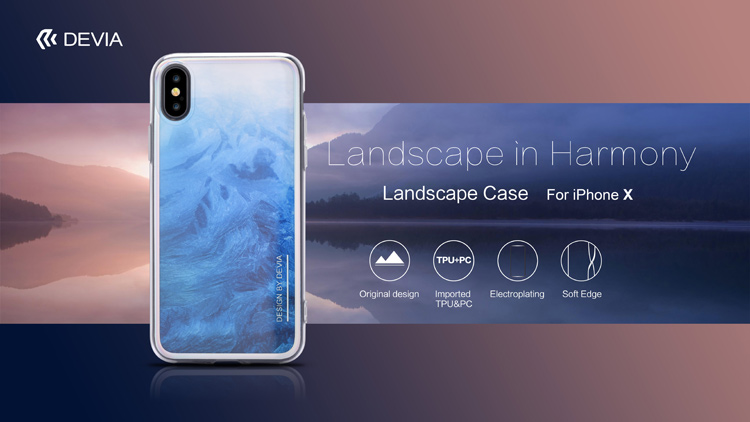 DEVIA
Landscape in Harmony
Landscape Case For iPhone X
TPU+PC
Original design
Imported
TPU&PC
Electroplating
Soft Edge
DESIGN BY DEVIA